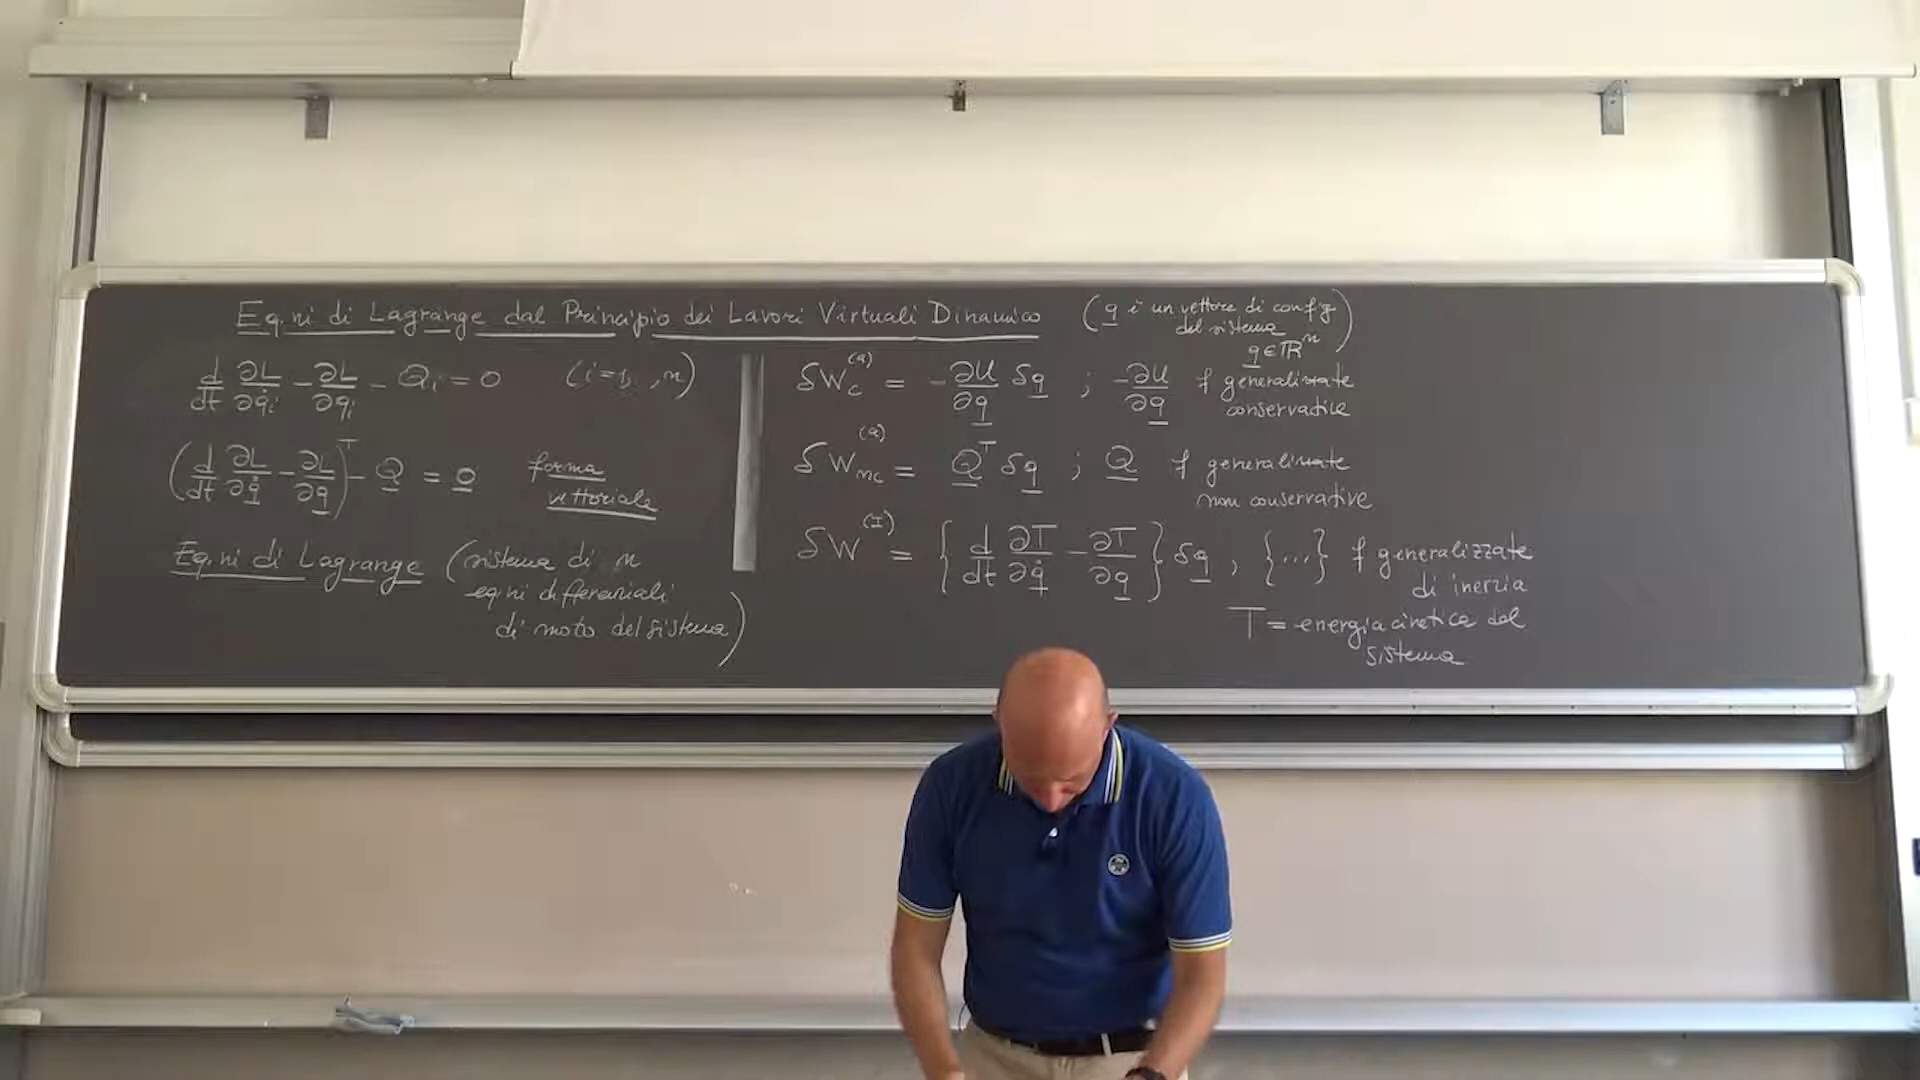 Eq.ni di Lagrange dal Principio dei Lavori Virtuali Dinamico
(q è un vettore di config
del sistema
q ∈ ℝⁿ)
d/dt ∂L/∂q̇ᵢ − ∂L/∂qᵢ − Qᵢ = 0 (i=1,..,n)
(d/dt ∂L/∂q̇ − ∂L/∂q)ᵀ − Q = 0 forma
vettoriale
Eq.ni di Lagrange (sistema di n
eq.ni differenziali
di moto del sistema)
δW_c^(a) = −∂U/∂q δq ; −∂U/∂q f generalizzate
conservative
δW_nc^(a) = Qᵀ δq ; Q f generalizzate
non conservative
δW^(I) = {d/dt ∂T/∂q̇ − ∂T/∂q} δq , {...} f generalizzate
di inerzia
T = energia cinetica del
sistema